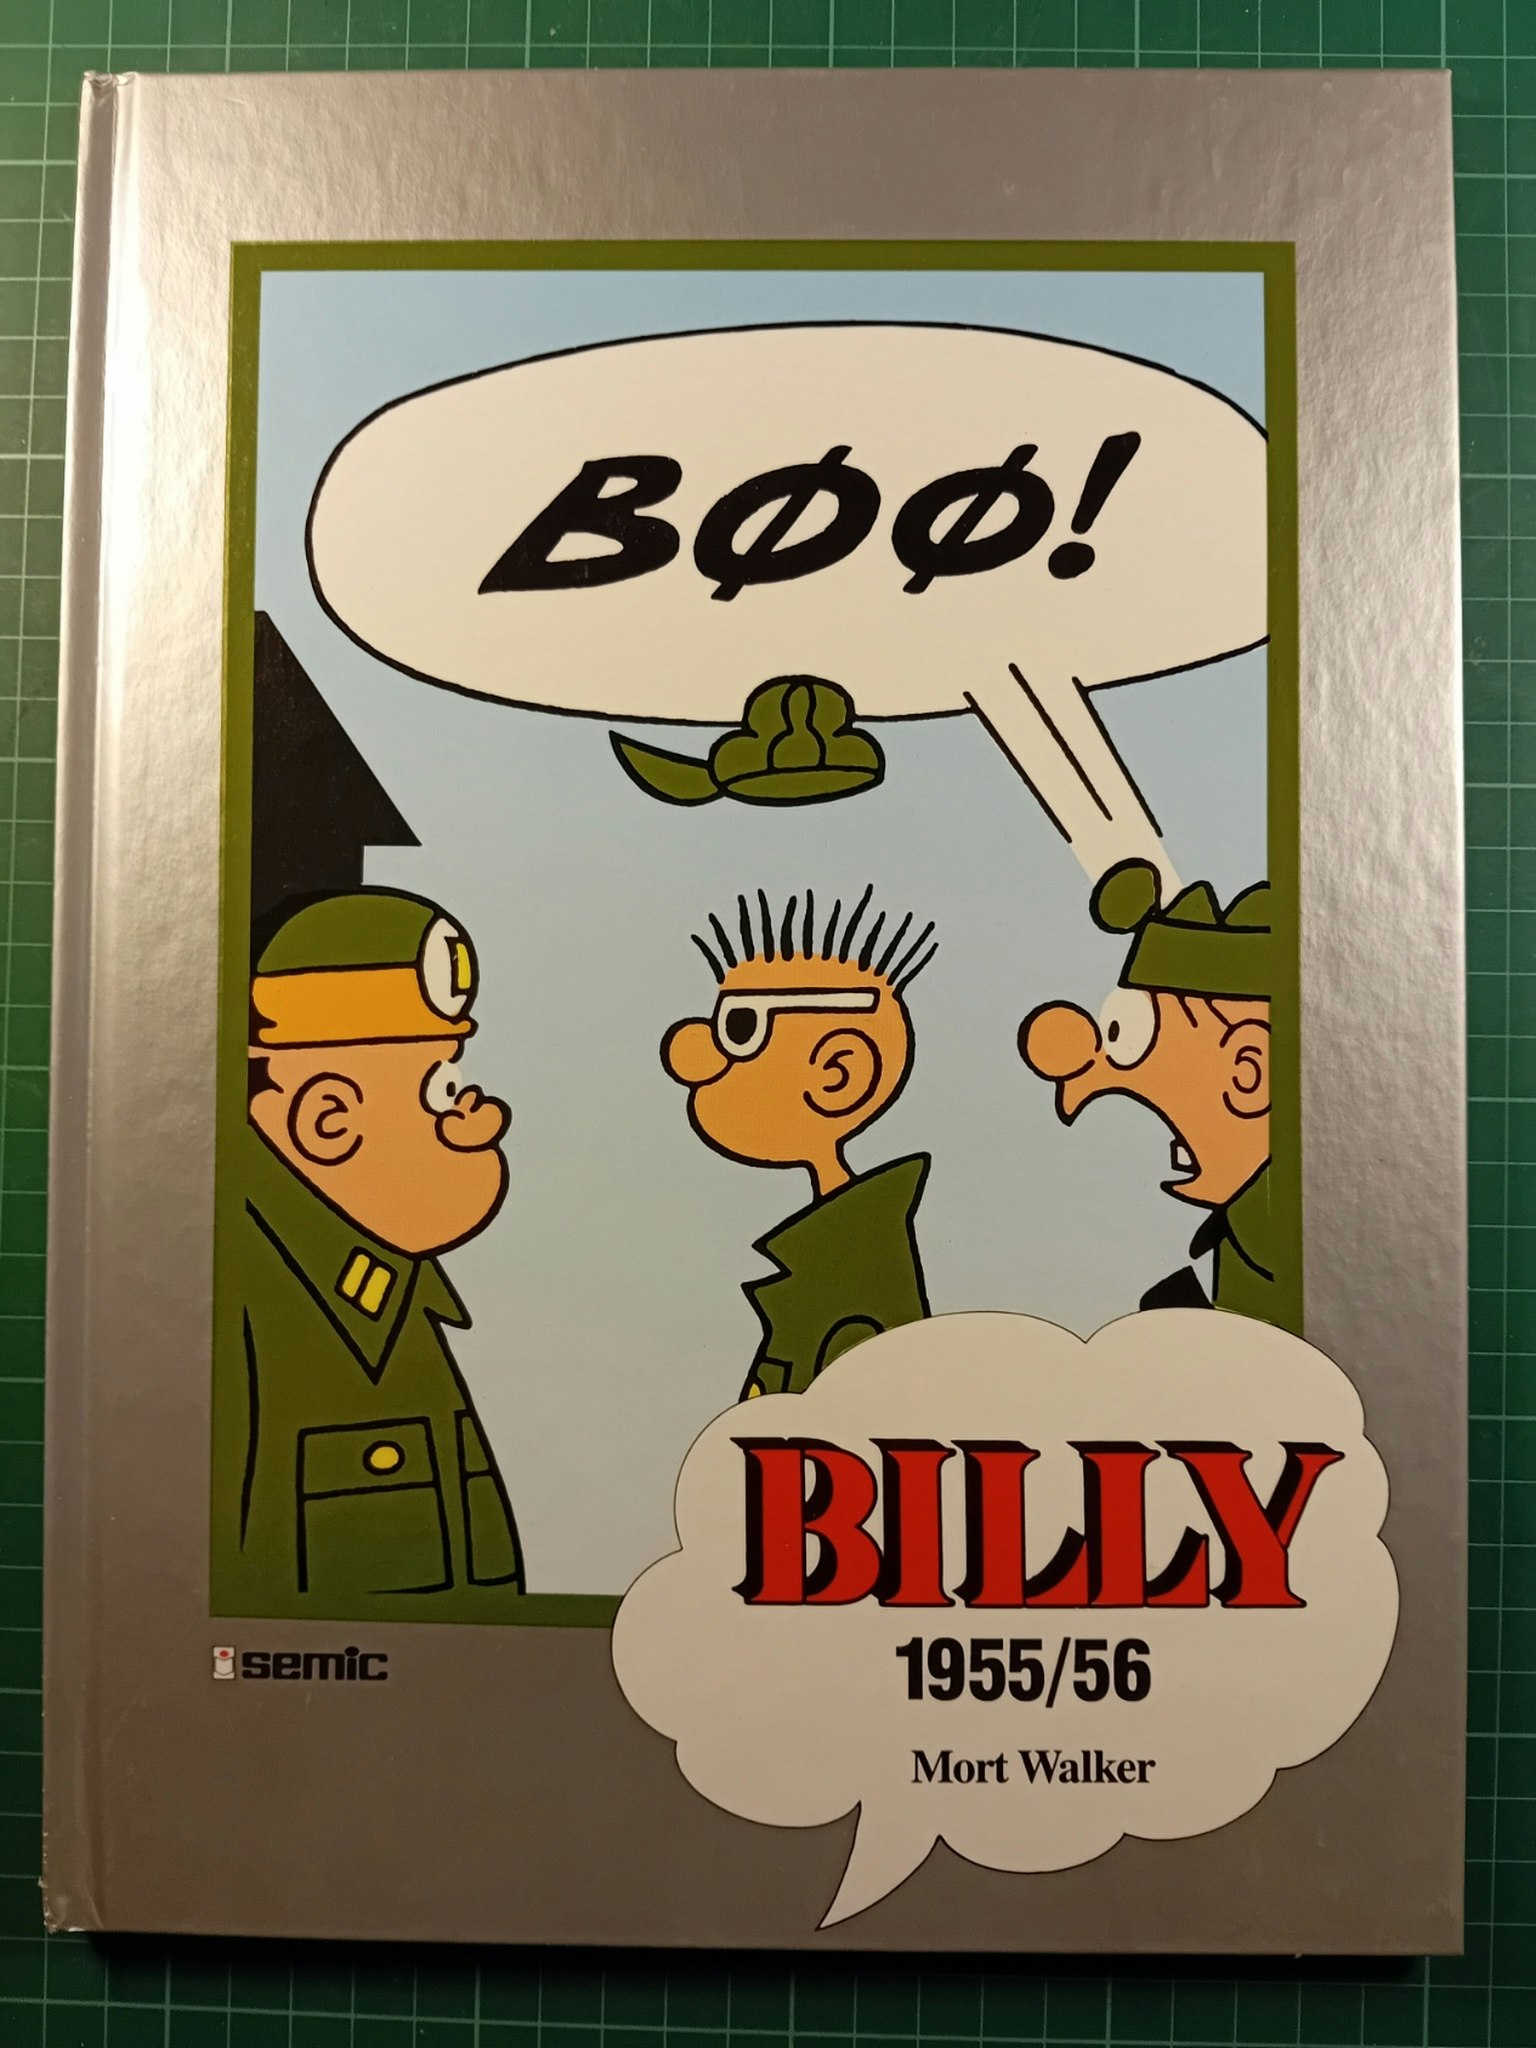 BØØ!
BILLY
1955/56
Mort Walker
semic